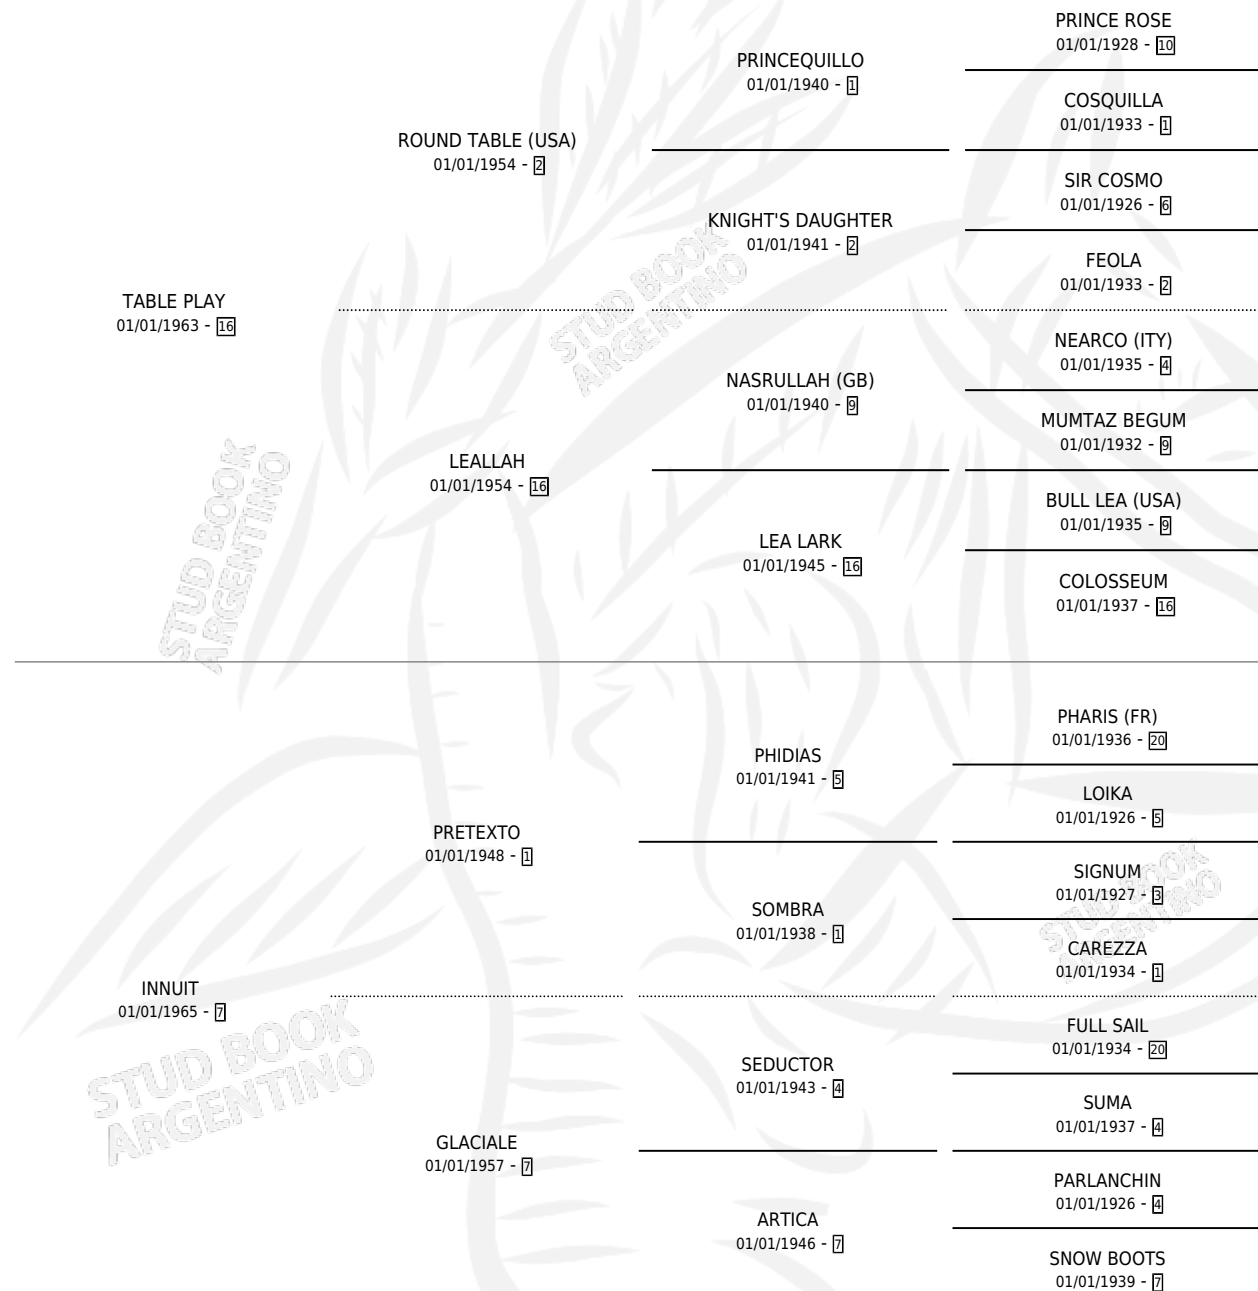 PRINCE ROSE
01/01/1928 - 10
PRINCEQUILLO
01/01/1940 - 1
COSQUILLA
01/01/1933 - 1
ROUND TABLE (USA)
01/01/1954 - 2
SIR COSMO
01/01/1926 - 6
KNIGHT'S DAUGHTER
01/01/1941 - 2
FEOLA
01/01/1933 - 2
STUD BOOK
ARGENTINO
TABLE PLAY
01/01/1963 - 16
NEARCO (ITY)
01/01/1935 - 4
NASRULLAH (GB)
01/01/1940 - 9
MUMTAZ BEGUM
01/01/1932 - 9
LEALLAH
01/01/1954 - 16
BULL LEA (USA)
01/01/1935 - 9
LEA LARK
01/01/1945 - 16
COLOSSEUM
01/01/1937 - 16
STUD BOOK
ARGENTINO
PHARIS (FR)
01/01/1936 - 20
PHIDIAS
01/01/1941 - 5
LOIKA
01/01/1926 - 5
PRETEXTO
01/01/1948 - 1
SIGNUM
01/01/1927 - 3
SOMBRA
01/01/1938 - 1
CAREZZA
01/01/1934 - 1
STUD BOOK
ARGENTINO
INNUIT
01/01/1965 - 7
FULL SAIL
01/01/1934 - 20
SEDUCTOR
01/01/1943 - 4
SUMA
01/01/1937 - 4
GLACIALE
01/01/1957 - 7
PARLANCHIN
01/01/1926 - 4
ARTICA
01/01/1946 - 7
SNOW BOOTS
01/01/1939 - 7
STUD BOOK
ARGENTINO